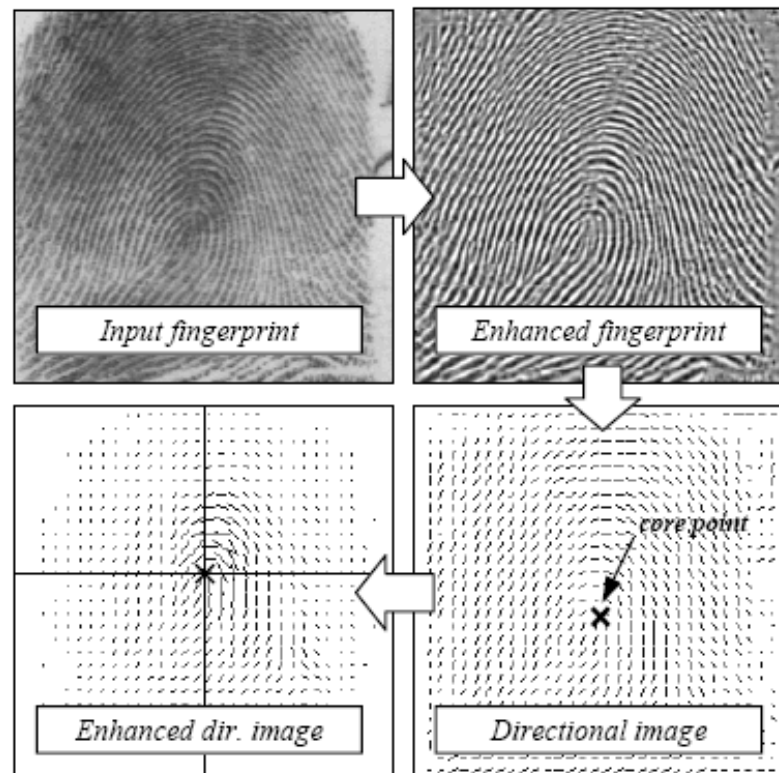 Input fingerprint
Enhanced fingerprint
core point
Enhanced dir. image
Directional image